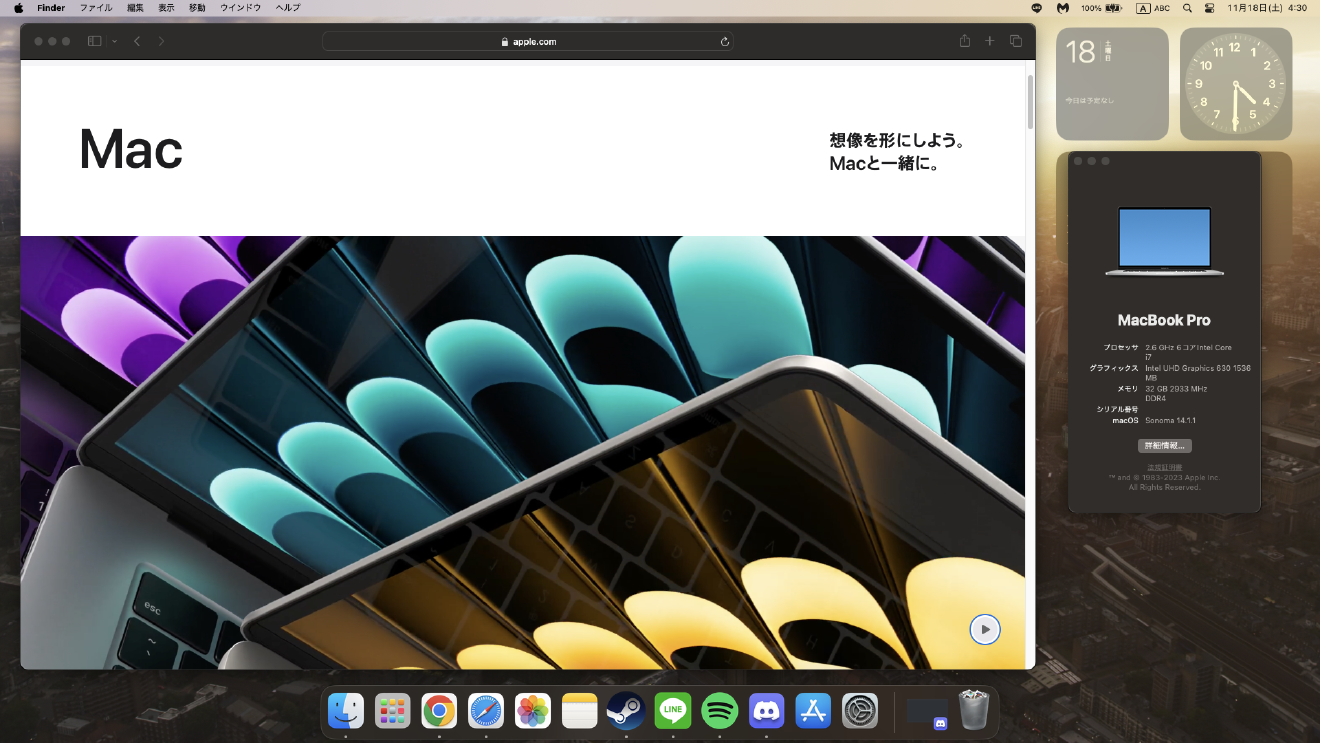 Finder ファイル 編集 表示 移動 ウインドウ ヘルプ
100% A ABC 11月18日(土) 4:30
apple.com
Mac
想像を形にしよう。
Macと一緒に。
esc
18 土曜日
今日は予定なし
12 1 2 3 4 5 6 7 8 9 10 11
MacBook Pro
プロセッサ 2.6 GHz 6コアIntel Core
i7
グラフィックス Intel UHD Graphics 630 1536
MB
メモリ 32 GB 2933 MHz
DDR4
シリアル番号
macOS Sonoma 14.1.1
詳細情報...
法規証明書
™ and © 1983-2023 Apple Inc.
All Rights Reserved.
LINE